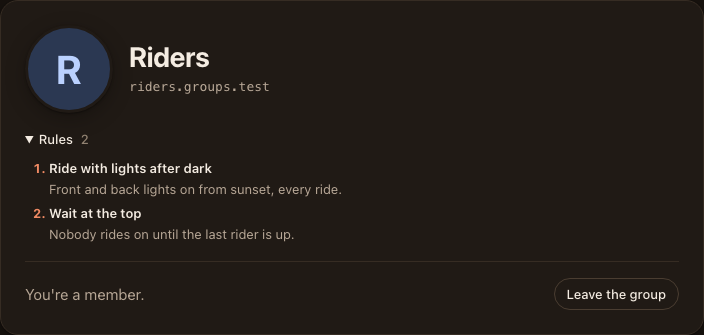 R
Riders
riders.groups.test
Rules 2
1. Ride with lights after dark
Front and back lights on from sunset, every ride.
2. Wait at the top
Nobody rides on until the last rider is up.
You're a member.
Leave the group